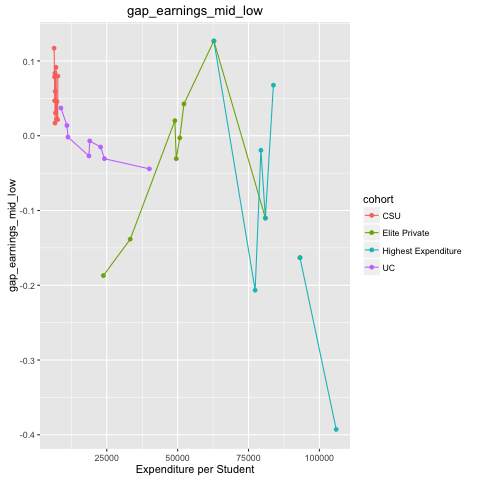 gap_earnings_mid_low
gap_earnings_mid_low
0.1
0.0
-0.1
-0.2
-0.3
-0.4
25000
50000
75000
100000
Expenditure per Student
cohort
CSU
Elite Private
Highest Expenditure
UC